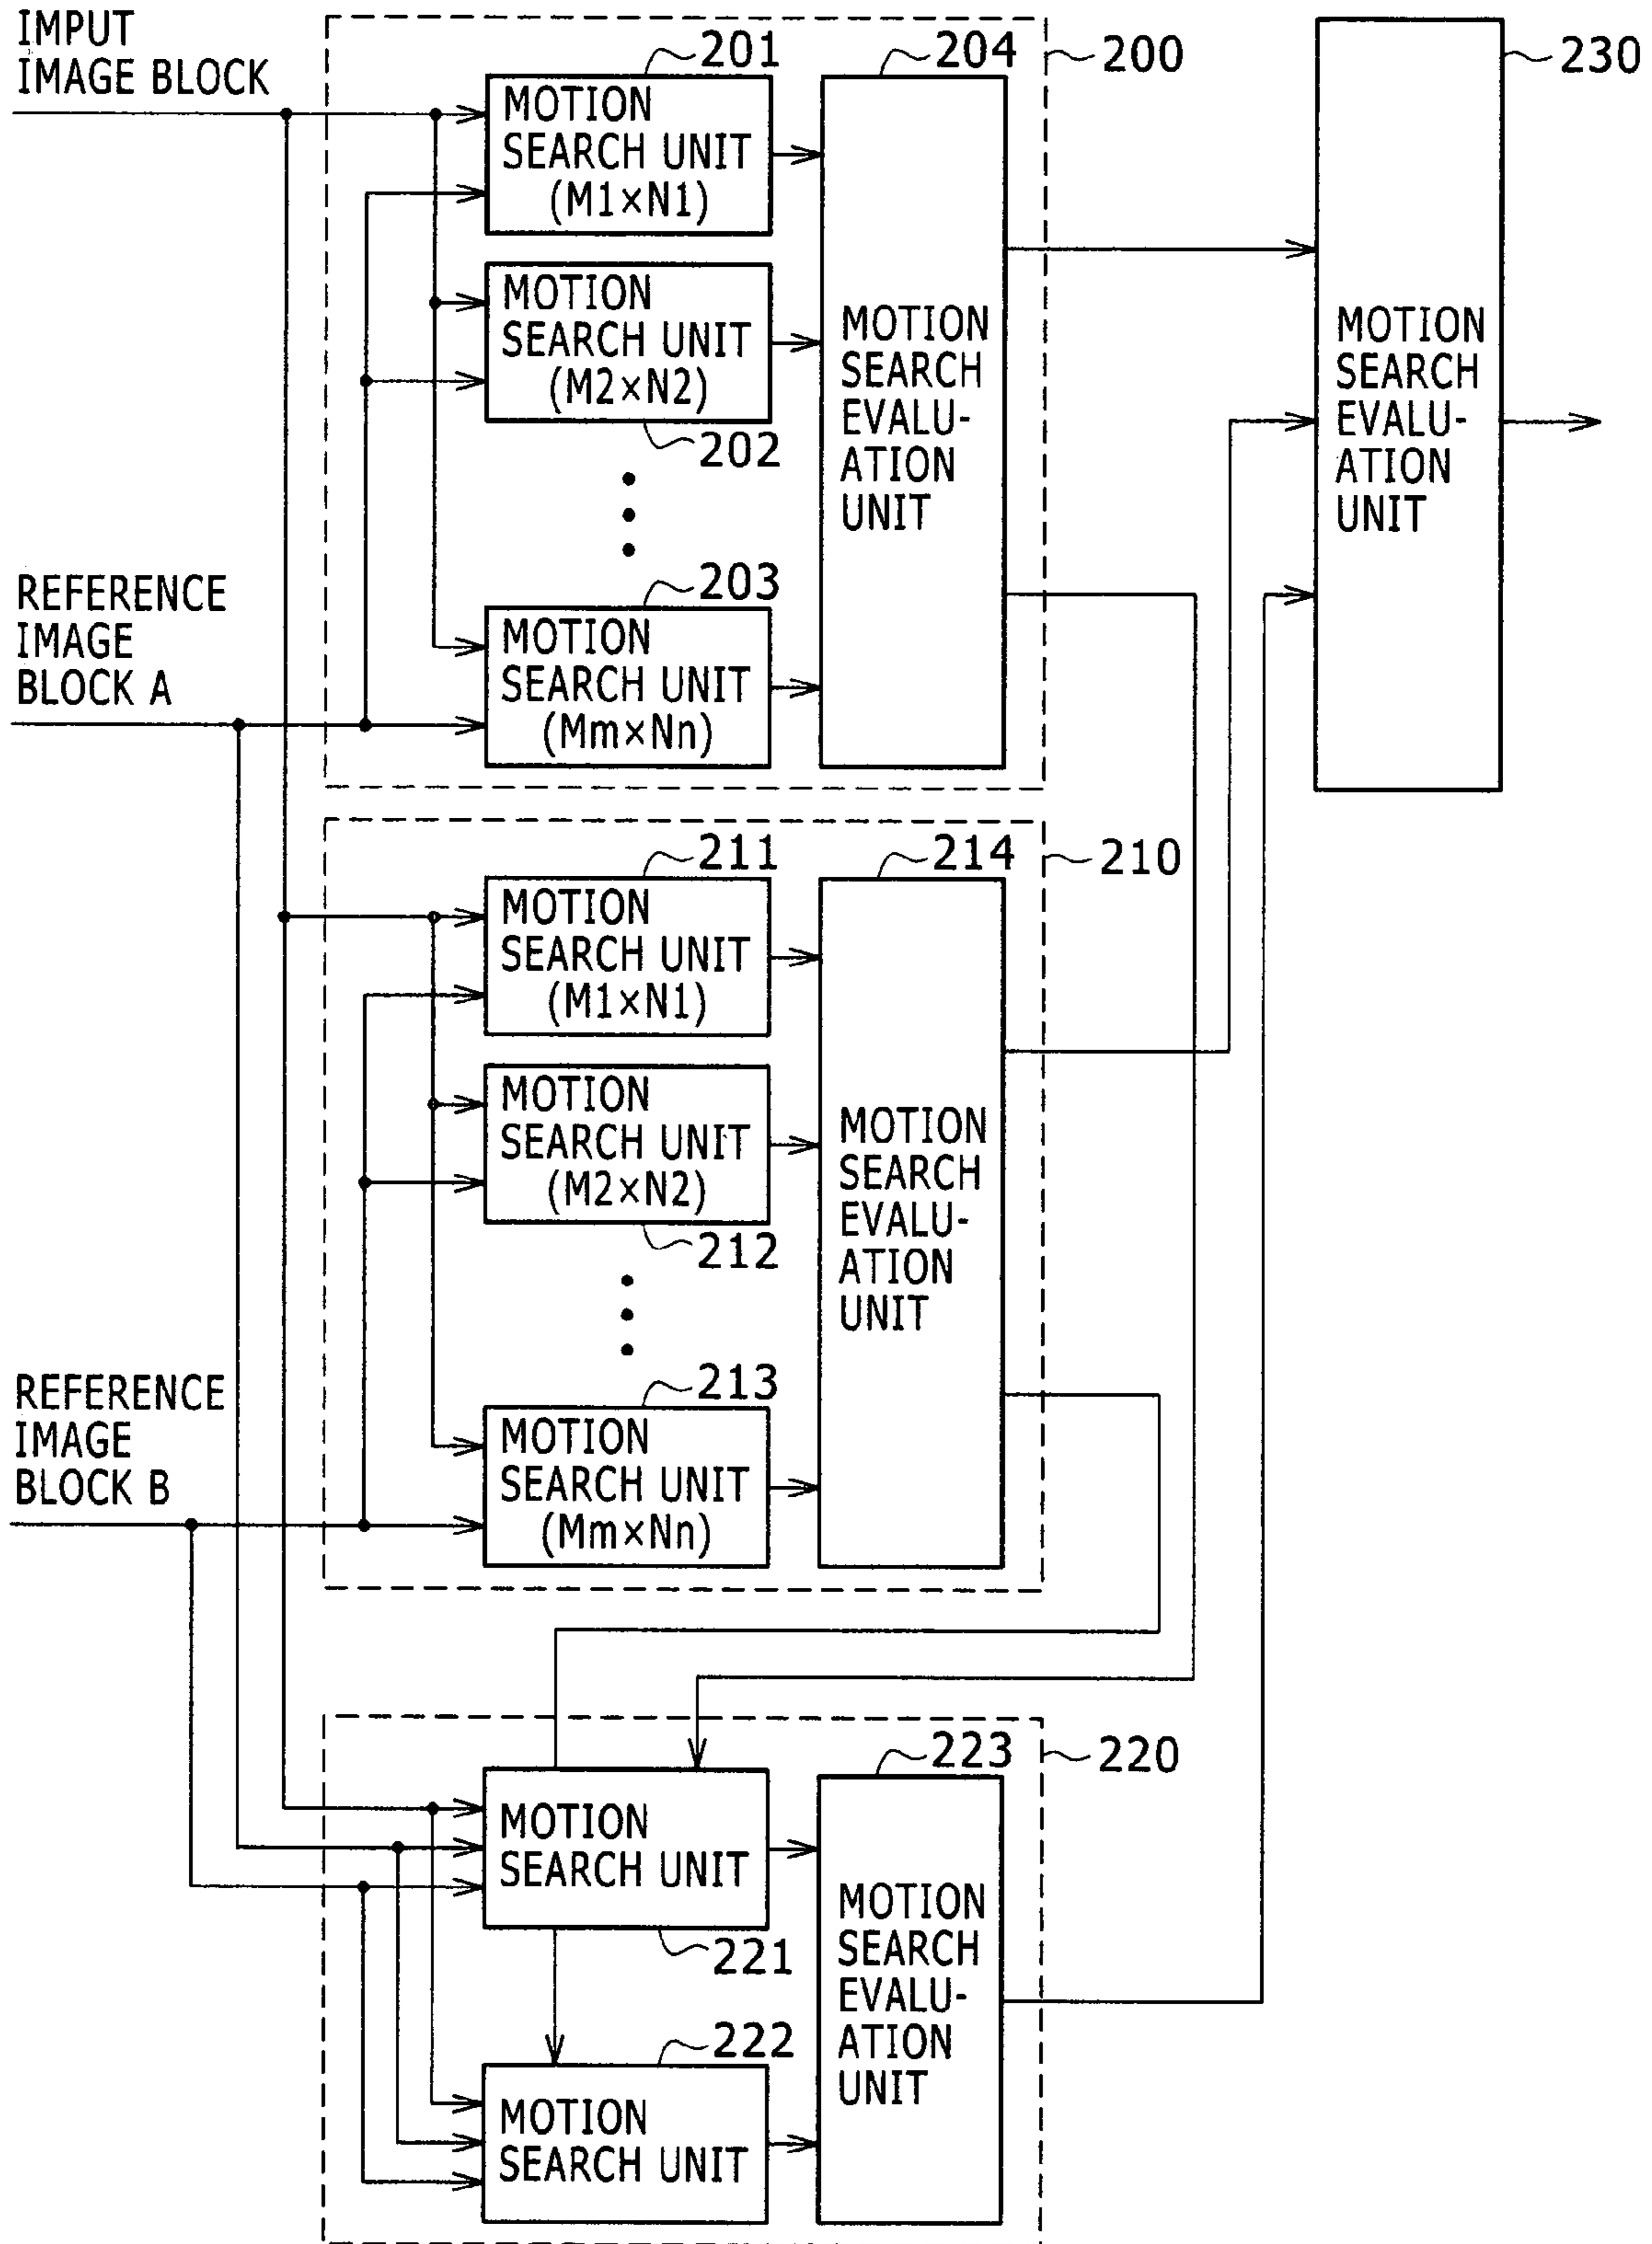 IMPUT
IMAGE BLOCK
201
204
200
230
MOTION
SEARCH UNIT
(M1×N1)
MOTION
SEARCH UNIT
(M2×N2)
202
MOTION
SEARCH
EVALU-
ATION
UNIT
MOTION
SEARCH
EVALU-
ATION
UNIT
REFERENCE
IMAGE
BLOCK A
203
MOTION
SEARCH UNIT
(Mm×Nn)
211
214
210
MOTION
SEARCH UNIT
(M1×N1)
MOTION
SEARCH UNIT
(M2×N2)
212
MOTION
SEARCH
EVALU-
ATION
UNIT
REFERENCE
IMAGE
BLOCK B
213
MOTION
SEARCH UNIT
(Mm×Nn)
223
220
MOTION
SEARCH UNIT
221
MOTION
SEARCH
EVALU-
ATION
UNIT
222
MOTION
SEARCH UNIT